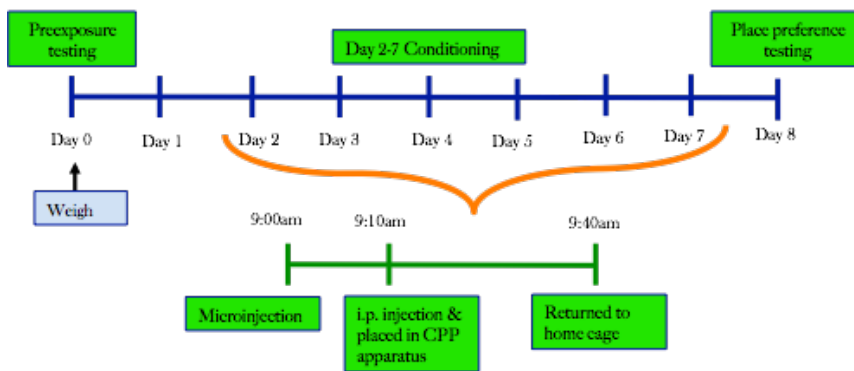 Preexposure
testing
Day 2-7 Conditioning
Place preference
testing
Day 0
Day 1
Day 2
Day 3
Day 4
Day 5
Day 6
Day 7
Day 8
Weigh
9:00am
9:10am
9:40am
Microinjection
i.p. injection &
placed in CPP
apparatus
Returned to
home cage